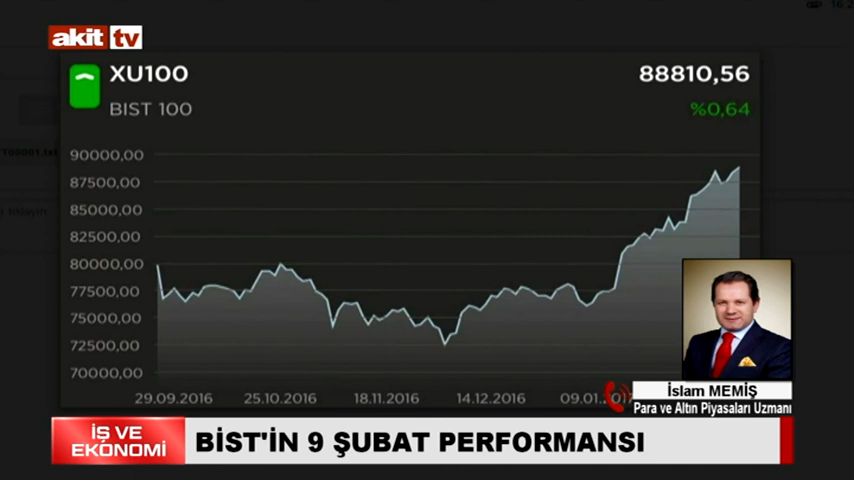 akit tv
XU100
88810,56
BIST 100
%0,64
90000,00
87500,00
85000,00
82500,00
80000,00
77500,00
75000,00
72500,00
70000,00
29.09.2016
25.10.2016
18.11.2016
14.12.2016
İslam MEMİŞ
Para ve Altın Piyasaları Uzmanı
İŞ VE
EKONOMİ
BİST'İN 9 ŞUBAT PERFORMANSI